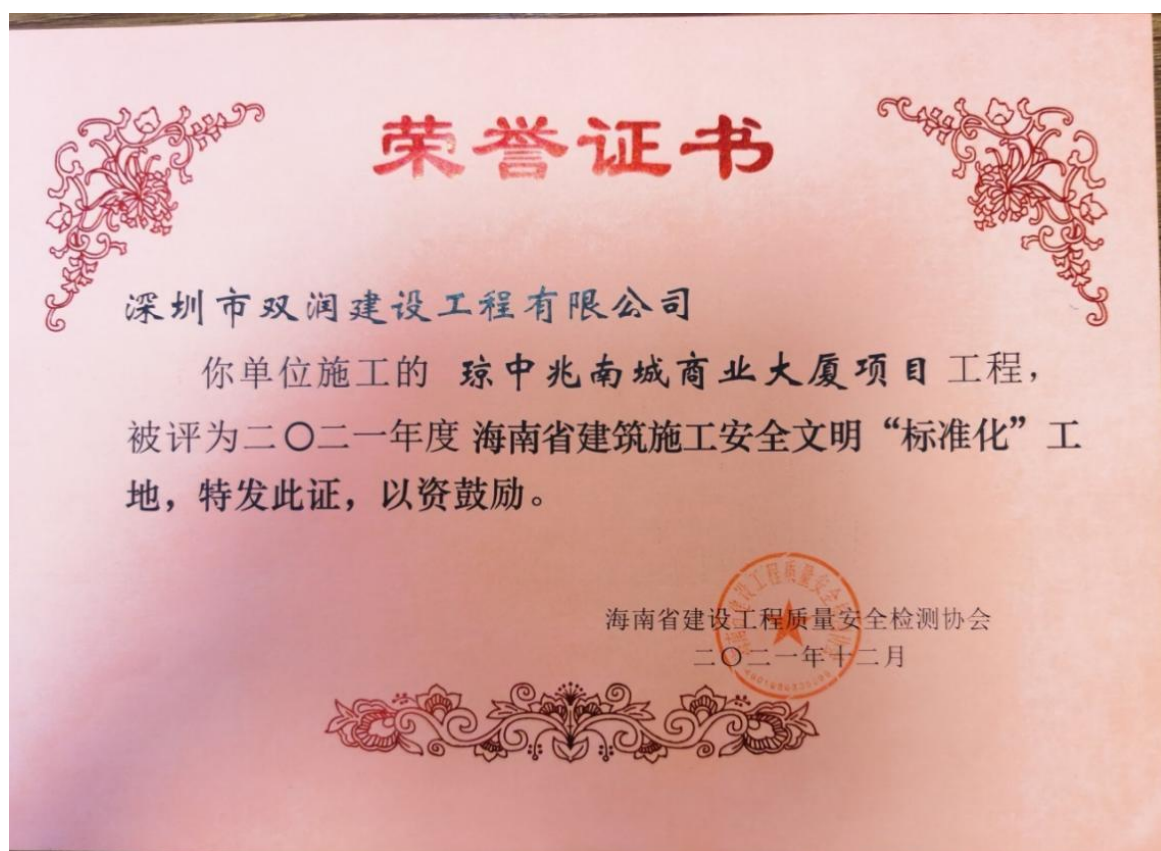 荣誉证书
深圳市双润建设工程有限公司
你单位施工的 琼中兆南城商业大厦项目 工程，
被评为二〇二一年度 海南省建筑施工安全文明“标准化”工
地，特发此证，以资鼓励。
海南省建设工程质量安全检测协会
二〇二一年十二月